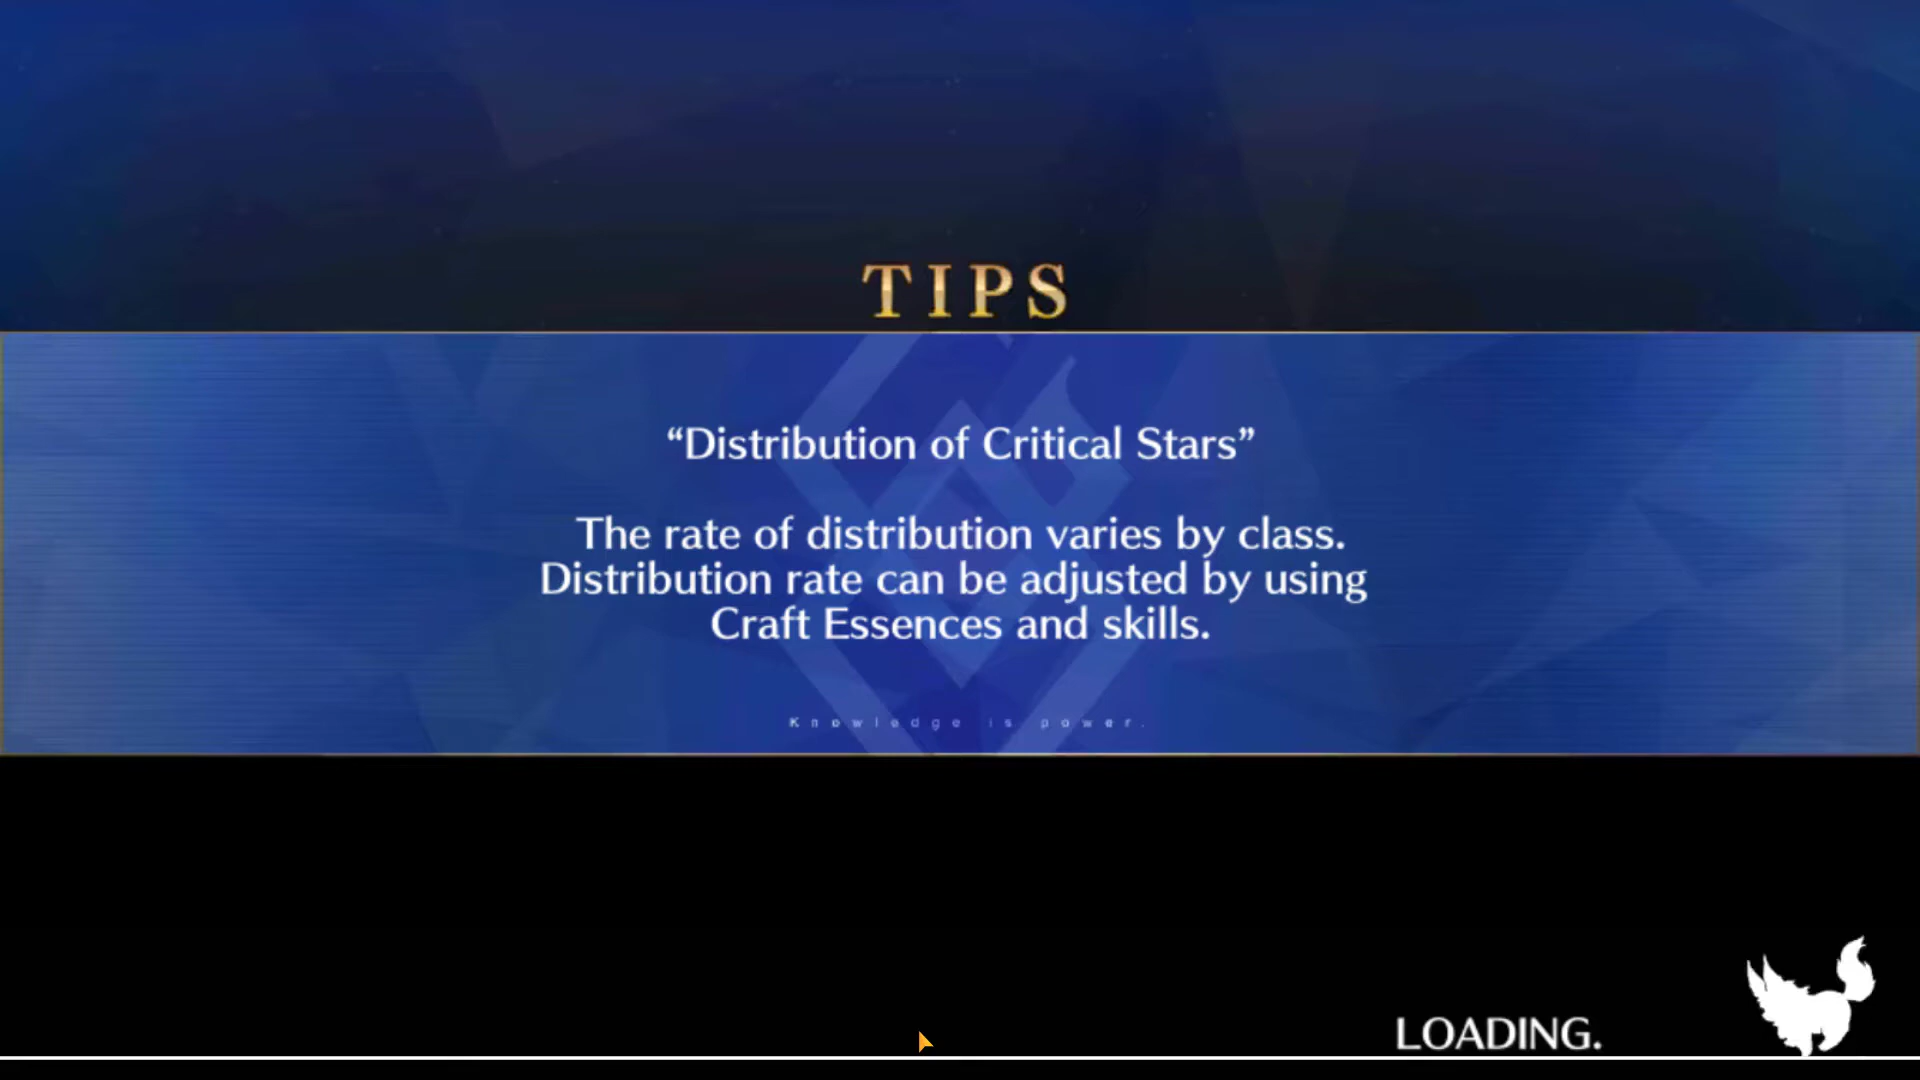 TIPS
“Distribution of Critical Stars”
The rate of distribution varies by class.
Distribution rate can be adjusted by using
Craft Essences and skills.
Knowledge is power.
LOADING.